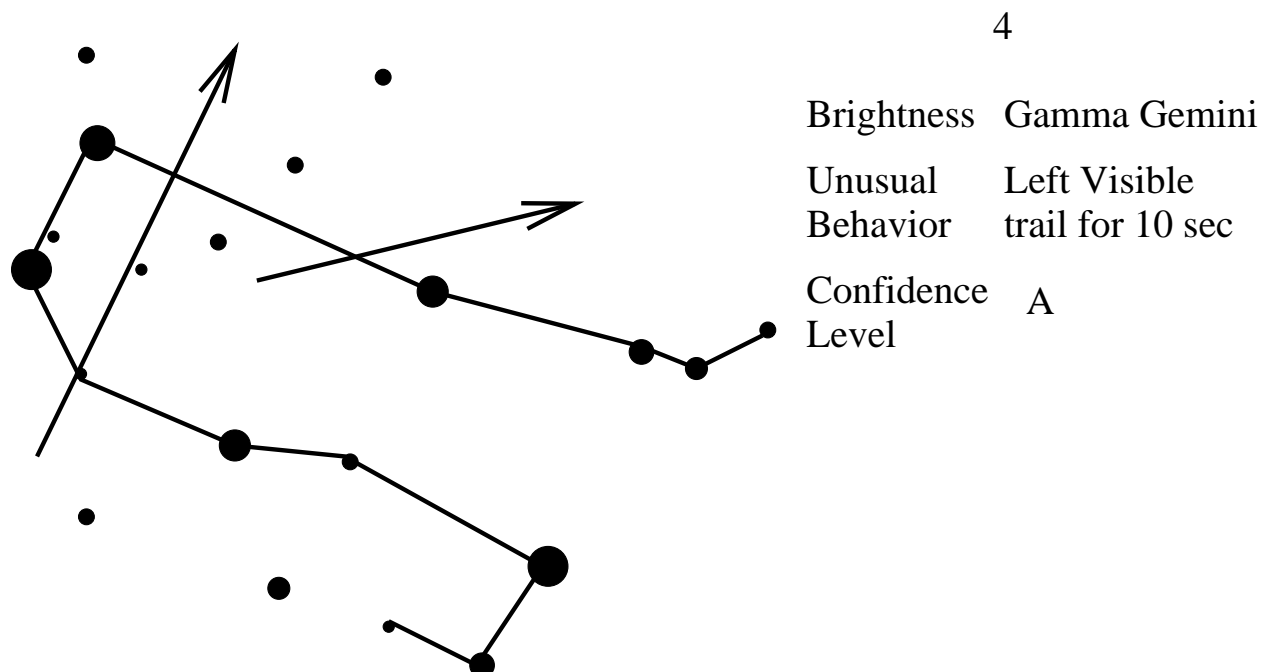 4
Brightness Gamma Gemini
Unusual Left Visible
Behavior trail for 10 sec
Confidence A
Level